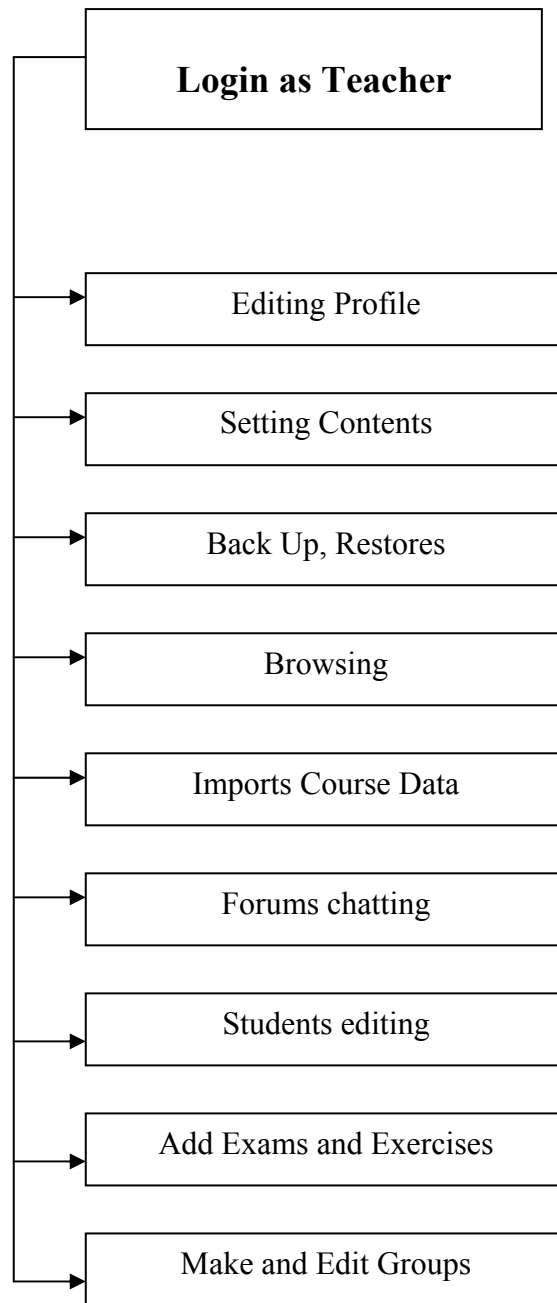 Login as Teacher
Editing Profile
Setting Contents
Back Up, Restores
Browsing
Imports Course Data
Forums chatting
Students editing
Add Exams and Exercises
Make and Edit Groups